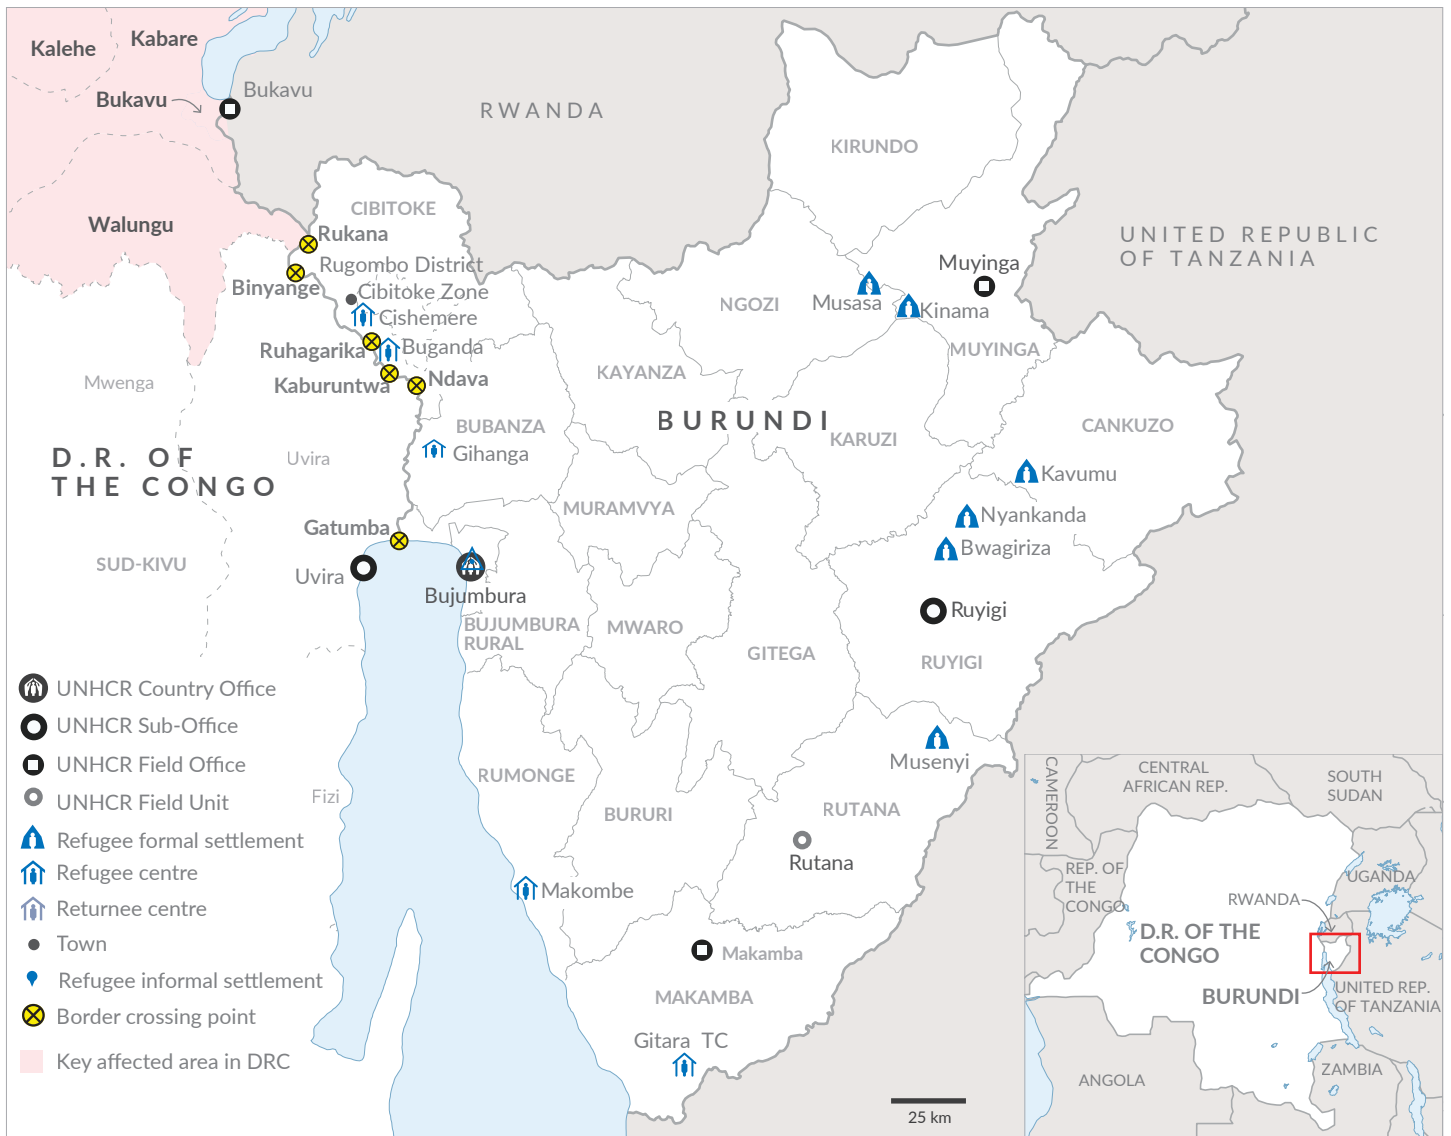 Kalehe
Kabare
Bukavu
Bukavu
RWANDA
KIRUNDO
Walungu
CIBITOKE
Rukana
UNITED REPUBLIC
OF TANZANIA
Rugombo District
Muyinga
Binyange
Cibitoke Zone
Musasa
Kinama
NGOZI
Cishemere
Ruhagarika
Buganda
MUYINGA
Mwenga
Kaburuntwa
Ndava
KAYANZA
BURUNDI
BUBANZA
CANKUZO
KARUZI
D.R. OF
THE CONGO
Uvira
Gihanga
Kavumu
MURAMVYA
Nyankanda
Gatumba
Bwagiriza
SUD-KIVU
Uvira
Bujumbura
Ruyigi
BUJUMBURA
RURAL
MWARO
GITEGA
RUYIGI
UNHCR Country Office
UNHCR Sub-Office
UNHCR Field Office
UNHCR Field Unit
Refugee formal settlement
Refugee centre
Returnee centre
Town
Refugee informal settlement
Border crossing point
Key affected area in DRC
Musenyi
RUMONGE
Fizi
BURURI
RUTANA
Rutana
Makombe
Makamba
MAKAMBA
Gitara TC
25 km
CAMEROON
CENTRAL
AFRICAN REP.
SOUTH
SUDAN
REP. OF
THE
CONGO
UGANDA
RWANDA
D.R. OF THE
CONGO
BURUNDI
UNITED REP.
OF TANZANIA
ANGOLA
ZAMBIA